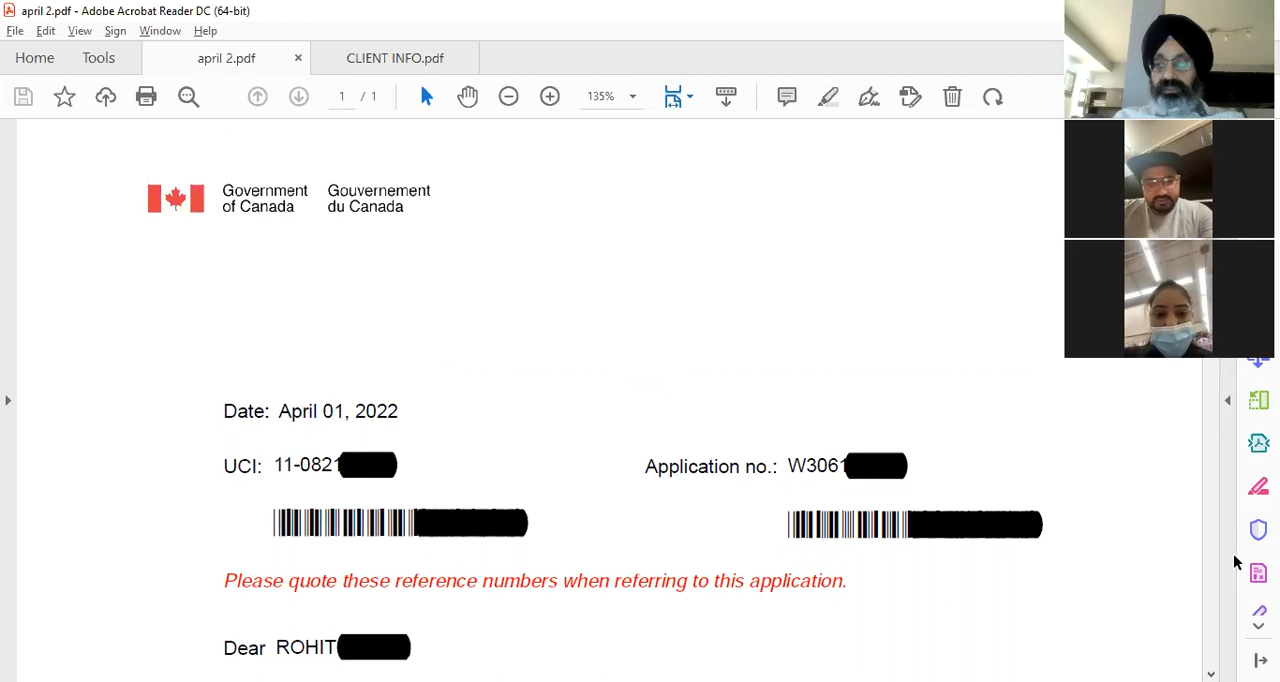 april 2.pdf - Adobe Acrobat Reader DC (64-bit)
File Edit View Sign Window Help
Home Tools april 2.pdf × CLIENT INFO.pdf
1 / 1 135%
Government Gouvernement
of Canada du Canada
Date: April 01, 2022
UCI: 11-0821 Application no.: W3061
Please quote these reference numbers when referring to this application.
Dear ROHIT